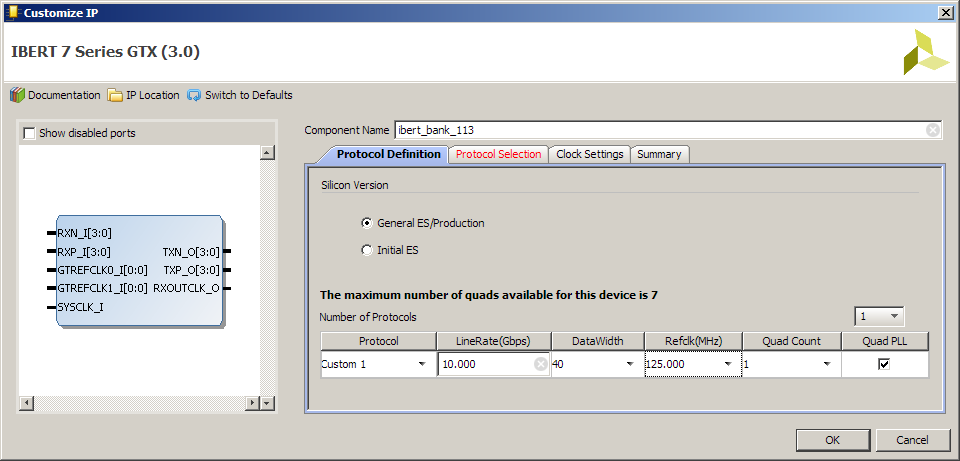 Customize IP
IBERT 7 Series GTX (3.0)
Documentation IP Location Switch to Defaults
Show disabled ports
Component Name ibert_bank_113
Protocol Definition Protocol Selection Clock Settings Summary
Silicon Version
General ES/Production
Initial ES
RXN_I[3:0]
RXP_I[3:0] TXN_O[3:0]
GTREFCLK0_I[0:0] TXP_O[3:0]
GTREFCLK1_I[0:0] RXOUTCLK_O
SYSCLK_I
The maximum number of quads available for this device is 7
Number of Protocols 1
Protocol LineRate(Gbps) DataWidth Refclk(MHz) Quad Count Quad PLL
Custom 1 10.000 40 125.000 1
OK Cancel